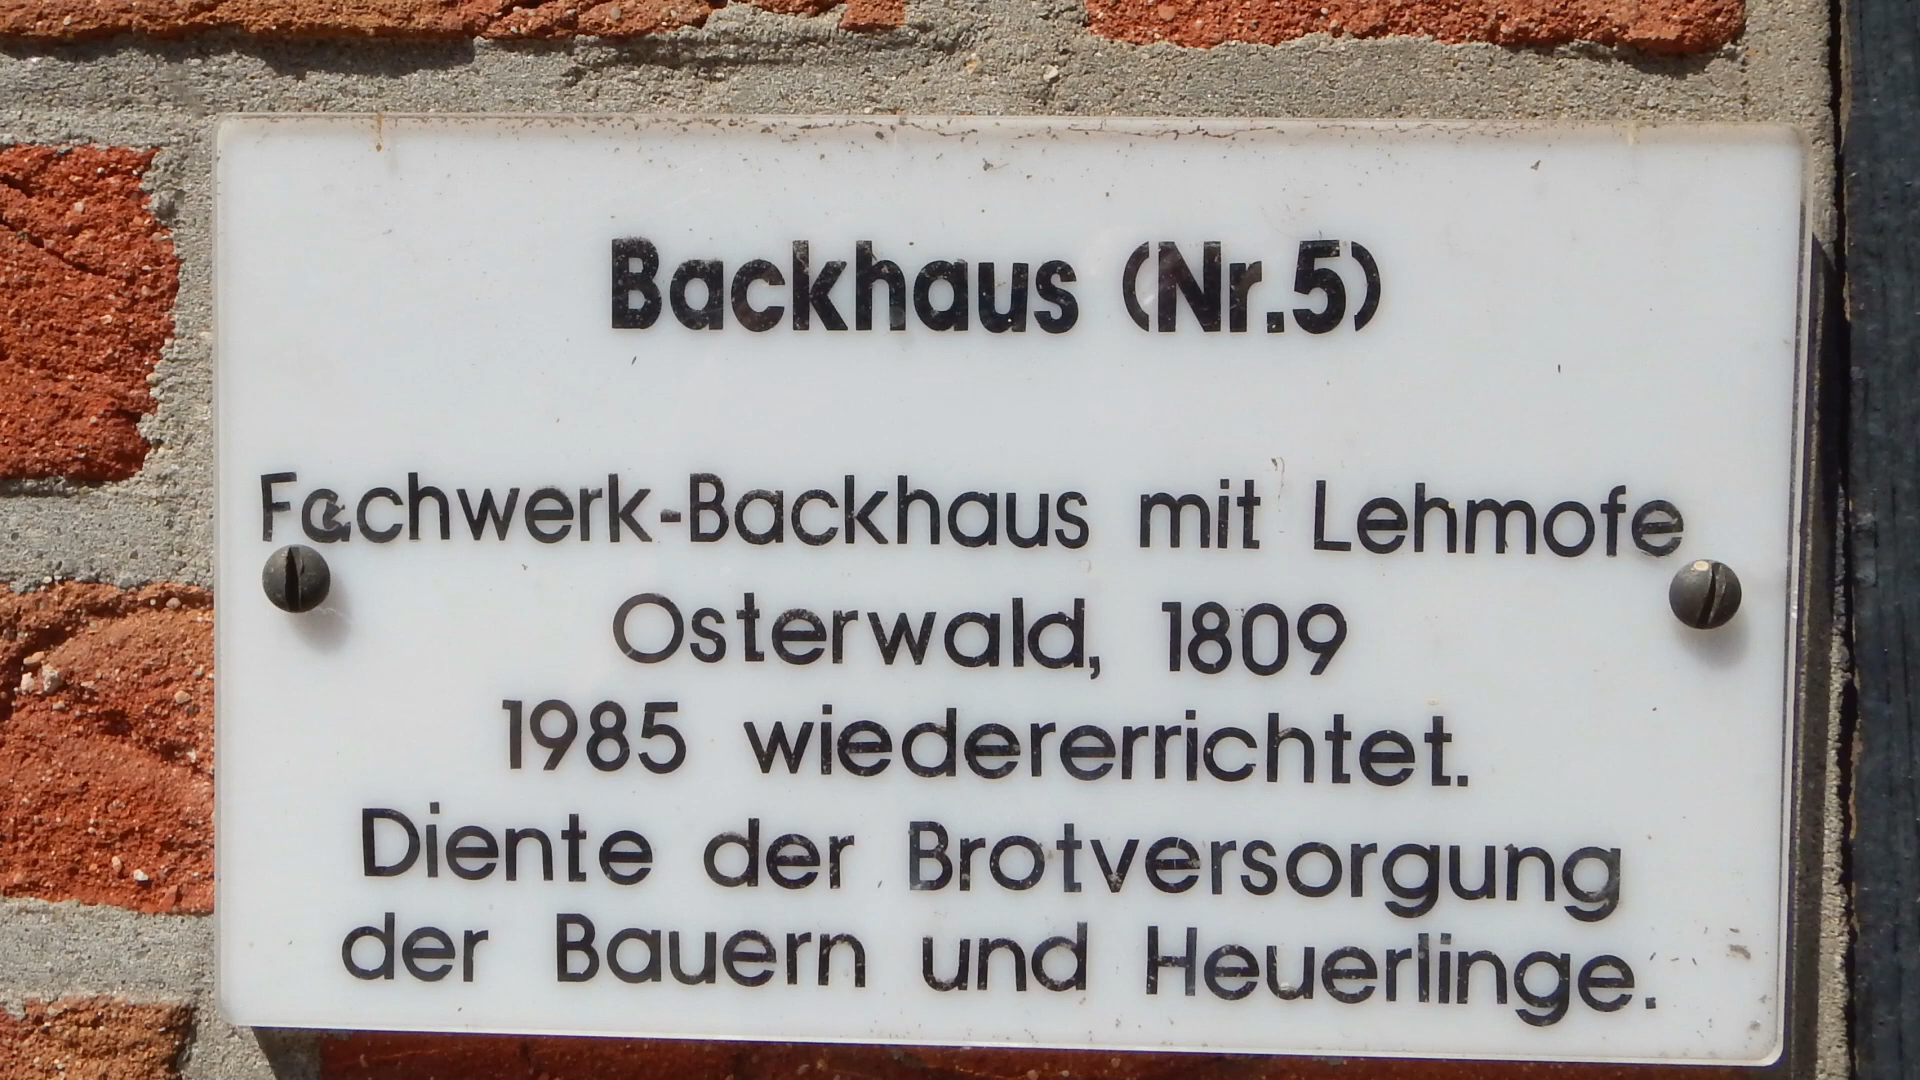 Backhaus (Nr.5)
Fachwerk-Backhaus mit Lehmofe
Osterwald, 1809
1985 wiedererrichtet.
Diente der Brotversorgung
der Bauern und Heuerlinge.